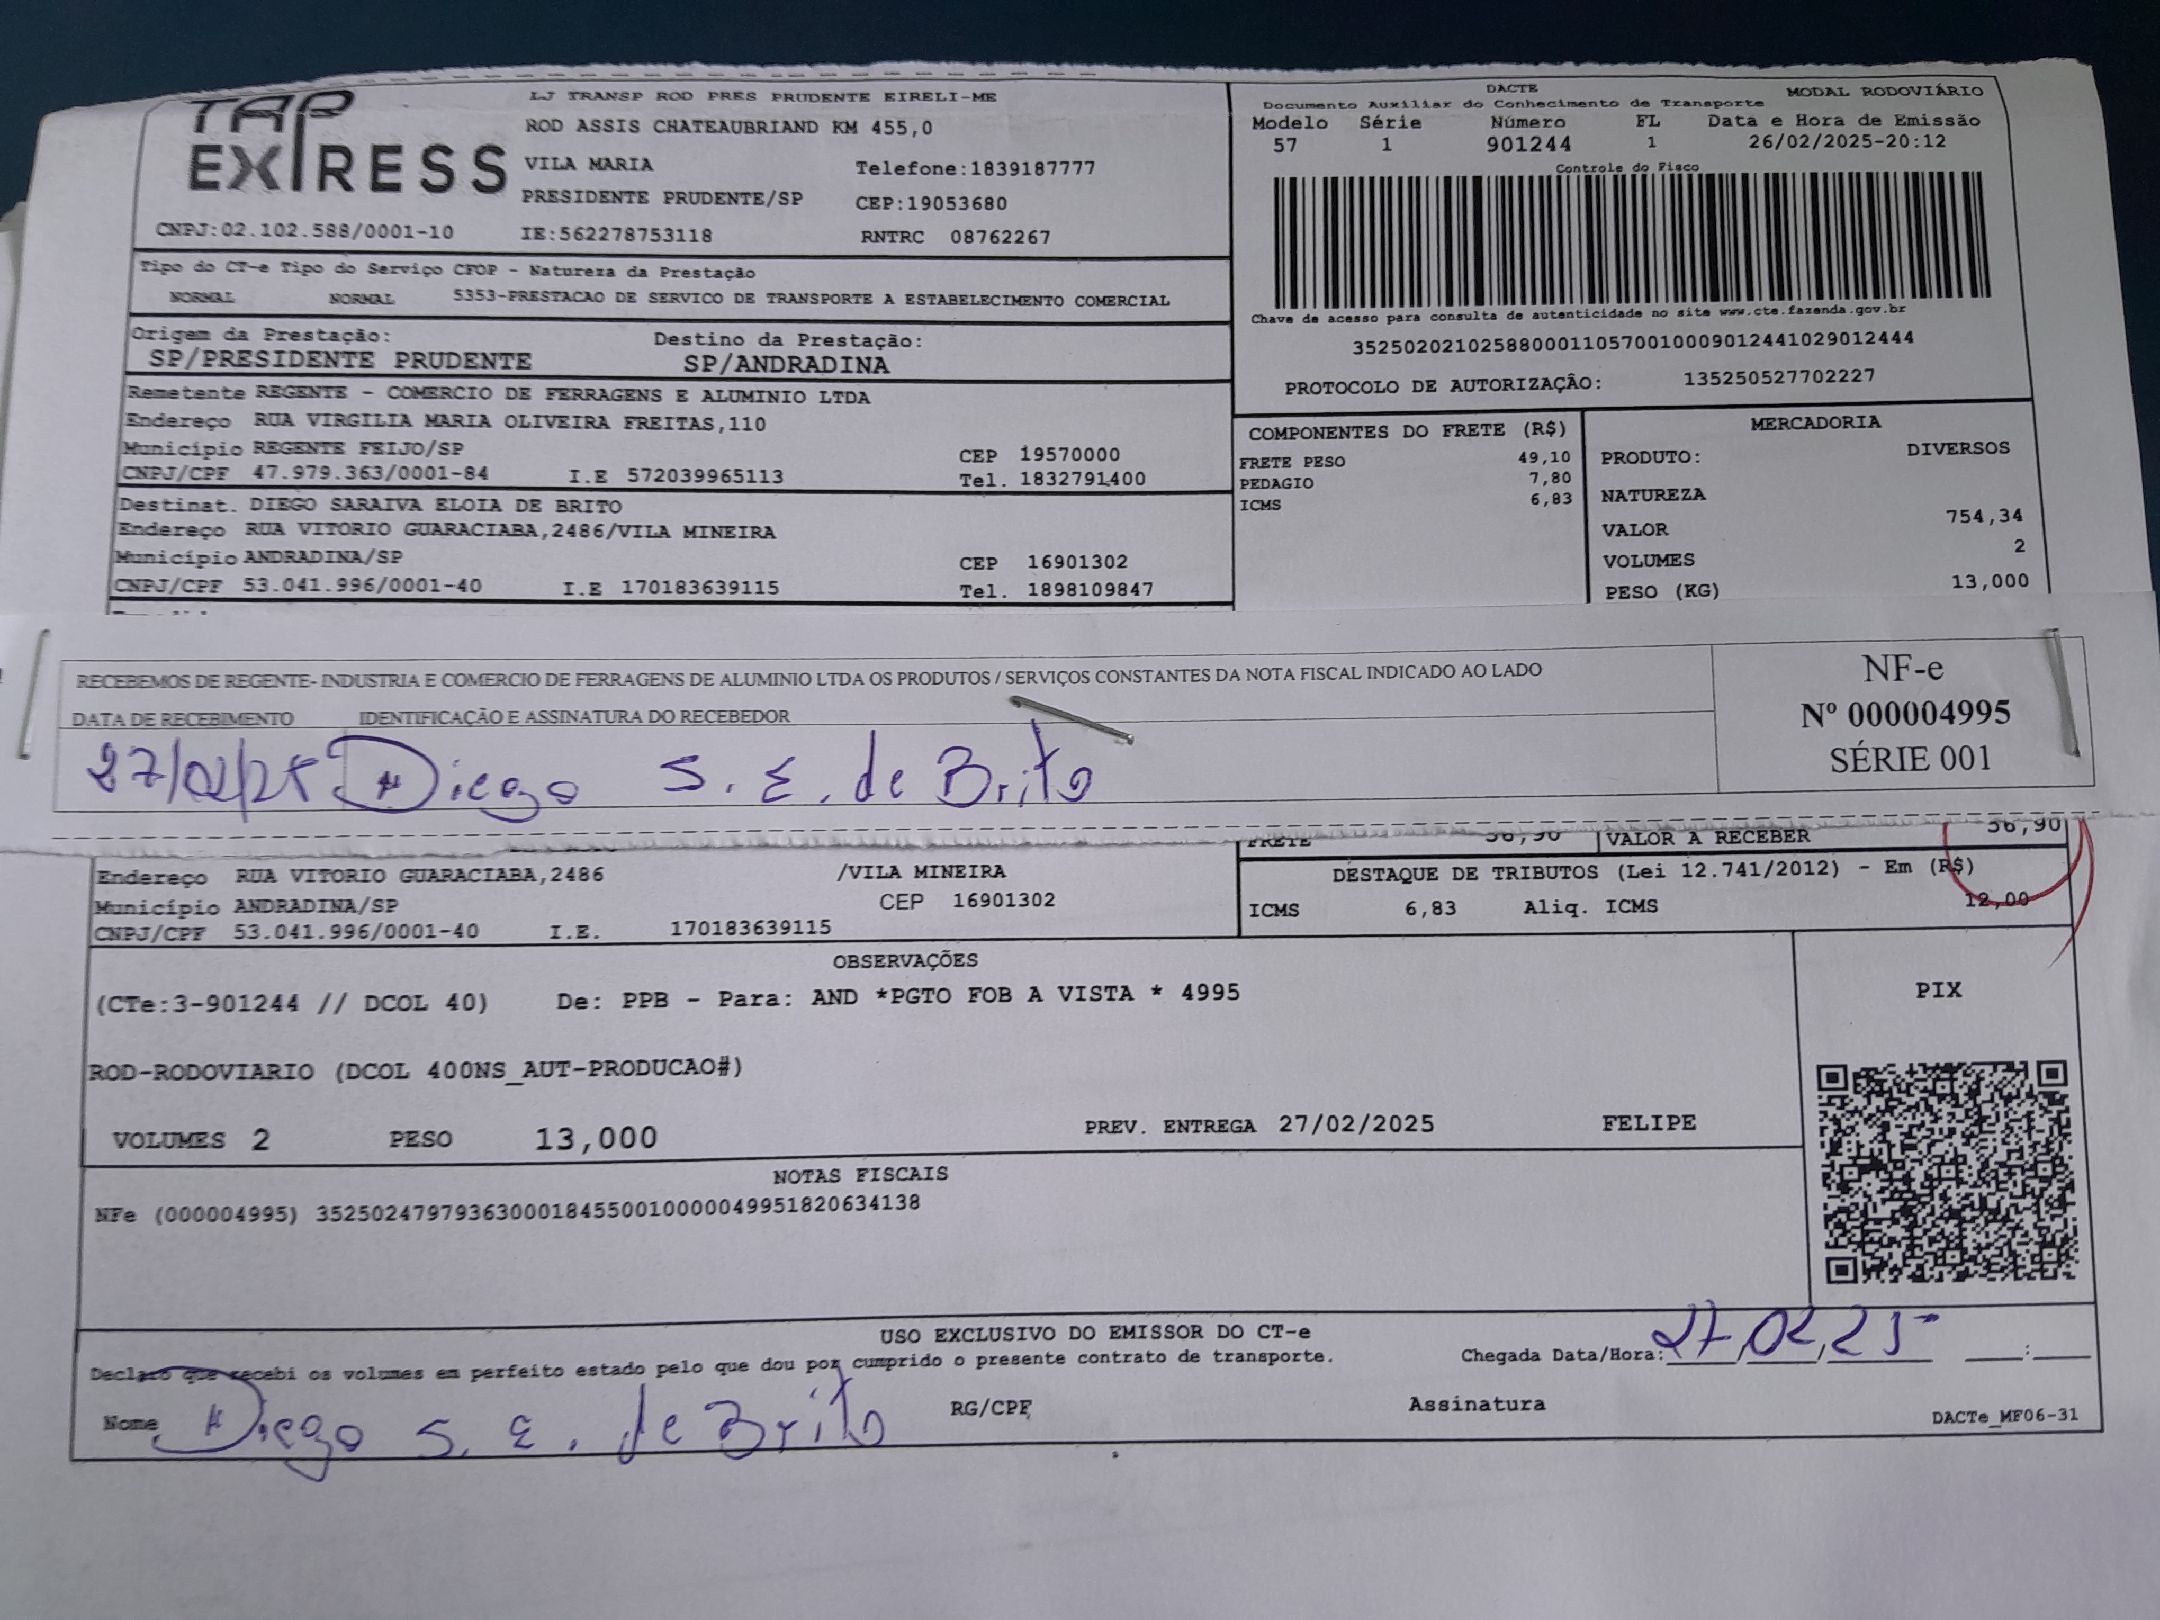 TAP EXPRESS
LJ TRANSP ROD PRES PRUDENTE EIRELI-ME
ROD ASSIS CHATEAUBRIAND KM 455,0
VILA MARIA Telefone:1839187777
PRESIDENTE PRUDENTE/SP CEP:19053680
CNPJ:02.102.588/0001-10 IE:562278753118 RNTRC 08762267
DACTE MODAL RODOVIÁRIO
Documento Auxiliar do Conhecimento de Transporte
Modelo Série Número FL Data e Hora de Emissão
57 1 901244 1 26/02/2025-20:12
Controle do Fisco
Chave de acesso para consulta de autenticidade no site www.cte.fazenda.gov.br
35250202102588000110570010009012441029012444
PROTOCOLO DE AUTORIZAÇÃO: 135250527702227
Tipo do CT-e Tipo do Serviço CFOP - Natureza da Prestação
NORMAL NORMAL 5353-PRESTACAO DE SERVICO DE TRANSPORTE A ESTABELECIMENTO COMERCIAL
Origem da Prestação: Destino da Prestação:
SP/PRESIDENTE PRUDENTE SP/ANDRADINA
Remetente REGENTE - COMERCIO DE FERRAGENS E ALUMINIO LTDA
Endereço RUA VIRGILIA MARIA OLIVEIRA FREITAS,110
Município REGENTE FEIJO/SP CEP 19570000
CNPJ/CPF 47.979.363/0001-84 I.E 572039965113 Tel. 1832791400
Destinat. DIEGO SARAIVA ELOIA DE BRITO
Endereço RUA VITORIO GUARACIABA,2486/VILA MINEIRA
Município ANDRADINA/SP CEP 16901302
CNPJ/CPF 53.041.996/0001-40 I.E 170183639115 Tel. 1898109847
COMPONENTES DO FRETE (R$)
FRETE PESO 49,10
PEDAGIO 7,80
ICMS 6,83
MERCADORIA
PRODUTO: DIVERSOS
NATUREZA
VALOR 754,34
VOLUMES 2
PESO (KG) 13,000
RECEBEMOS DE REGENTE- INDUSTRIA E COMERCIO DE FERRAGENS DE ALUMINIO LTDA OS PRODUTOS / SERVIÇOS CONSTANTES DA NOTA FISCAL INDICADO AO LADO
DATA DE RECEBIMENTO IDENTIFICAÇÃO E ASSINATURA DO RECEBEDOR
27/02/25 Diego S. E. de Brito
NF-e
Nº 000004995
SÉRIE 001
FRETE 56,90 VALOR A RECEBER 56,90
Endereço RUA VITORIO GUARACIABA,2486 /VILA MINEIRA
Município ANDRADINA/SP CEP 16901302
CNPJ/CPF 53.041.996/0001-40 I.E. 170183639115
DESTAQUE DE TRIBUTOS (Lei 12.741/2012) - Em (R$)
ICMS 6,83 Aliq. ICMS 12,00
OBSERVAÇÕES
(CTe:3-901244 // DCOL 40) De: PPB - Para: AND *PGTO FOB A VISTA * 4995
ROD-RODOVIARIO (DCOL 400NS_AUT-PRODUCAO#)
VOLUMES 2 PESO 13,000 PREV. ENTREGA 27/02/2025 FELIPE
PIX
NOTAS FISCAIS
NFe (000004995) 35250247979363000184550010000049951820634138
USO EXCLUSIVO DO EMISSOR DO CT-e
Declaro que recebi os volumes em perfeito estado pelo que dou por cumprido o presente contrato de transporte.
Chegada Data/Hora: 27,02,25 :
Nome Diego S. E. de Brito RG/CPF Assinatura
DACTe_MF06-31